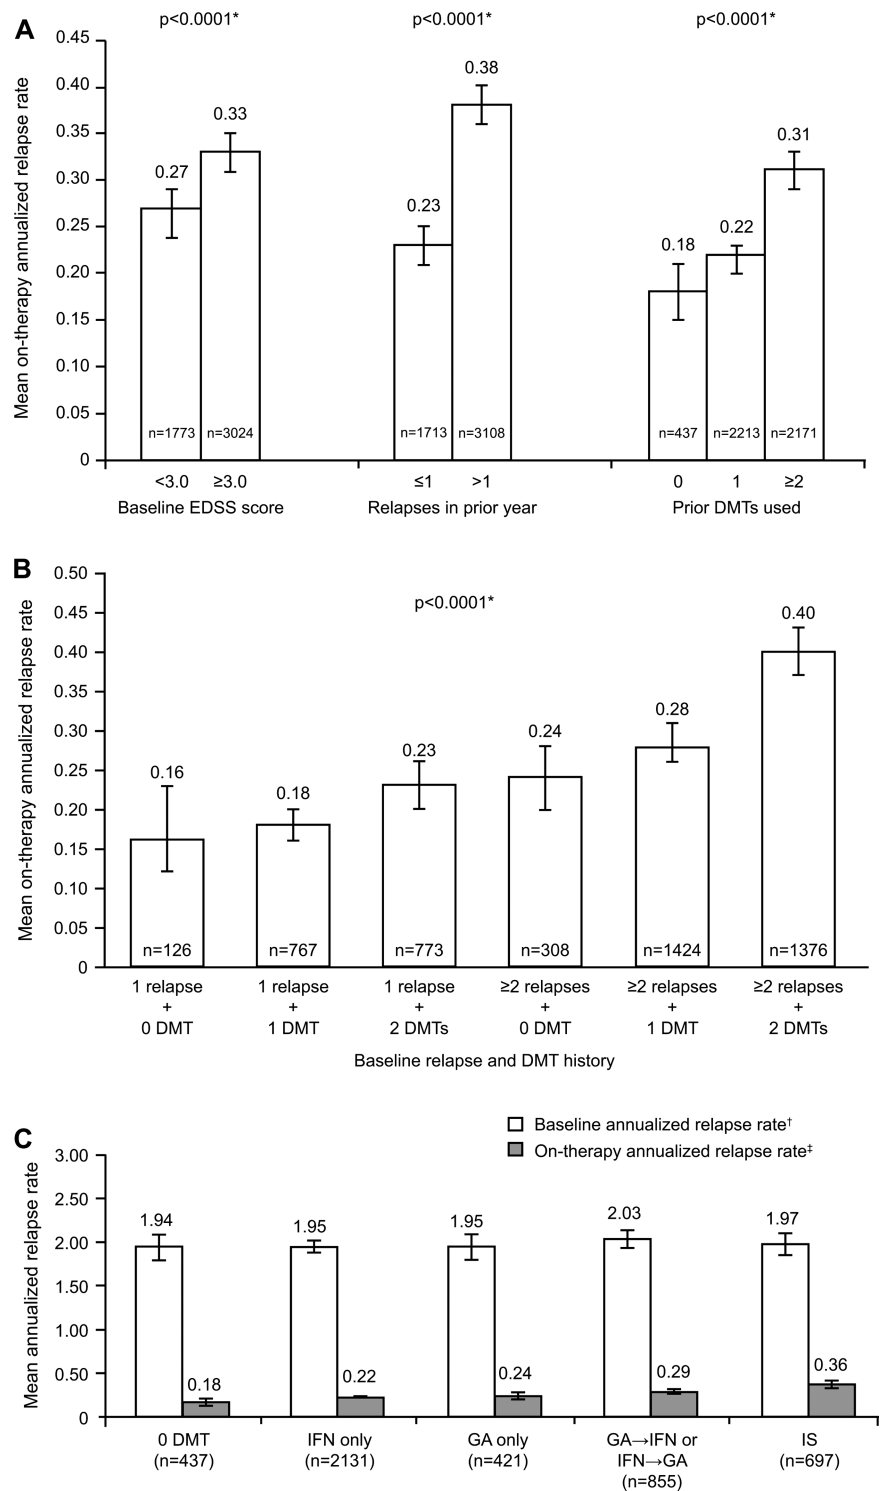 A
p<0.0001* p<0.0001* p<0.0001*
Mean on-therapy annualized relapse rate
0.45
0.40
0.35
0.30
0.25
0.20
0.15
0.10
0.05
0
0.27 0.33 0.23 0.38 0.18 0.22 0.31
n=1773 n=3024 n=1713 n=3108 n=437 n=2213 n=2171
<3.0 ≥3.0 ≤1 >1 0 1 ≥2
Baseline EDSS score Relapses in prior year Prior DMTs used
B
p<0.0001*
Mean on-therapy annualized relapse rate
0.50
0.45
0.40
0.35
0.30
0.25
0.20
0.15
0.10
0.05
0
0.16 0.18 0.23 0.24 0.28 0.40
n=126 n=767 n=773 n=308 n=1424 n=1376
1 relapse 1 relapse 1 relapse ≥2 relapses ≥2 relapses ≥2 relapses
+ + + + + +
0 DMT 1 DMT 2 DMTs 0 DMT 1 DMT 2 DMTs
Baseline relapse and DMT history
C
Baseline annualized relapse rate†
On-therapy annualized relapse rate‡
Mean annualized relapse rate
3.00
2.50
2.00
1.50
1.00
0.50
0
1.94 0.18 1.95 0.22 1.95 0.24 2.03 0.29 1.97 0.36
0 DMT IFN only GA only GA→IFN or IS
(n=437) (n=2131) (n=421) IFN→GA (n=697)
(n=855)